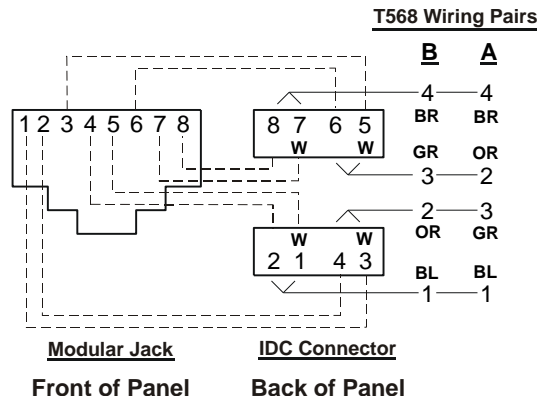 T568 Wiring Pairs
B A
4 4
BR BR
1 2 3 4 5 6 7 8
8 7 6 5
W W
GR OR
3 2
2 3
OR GR
W W
2 1 4 3
BL BL
1 1
Modular Jack IDC Connector
Front of Panel Back of Panel